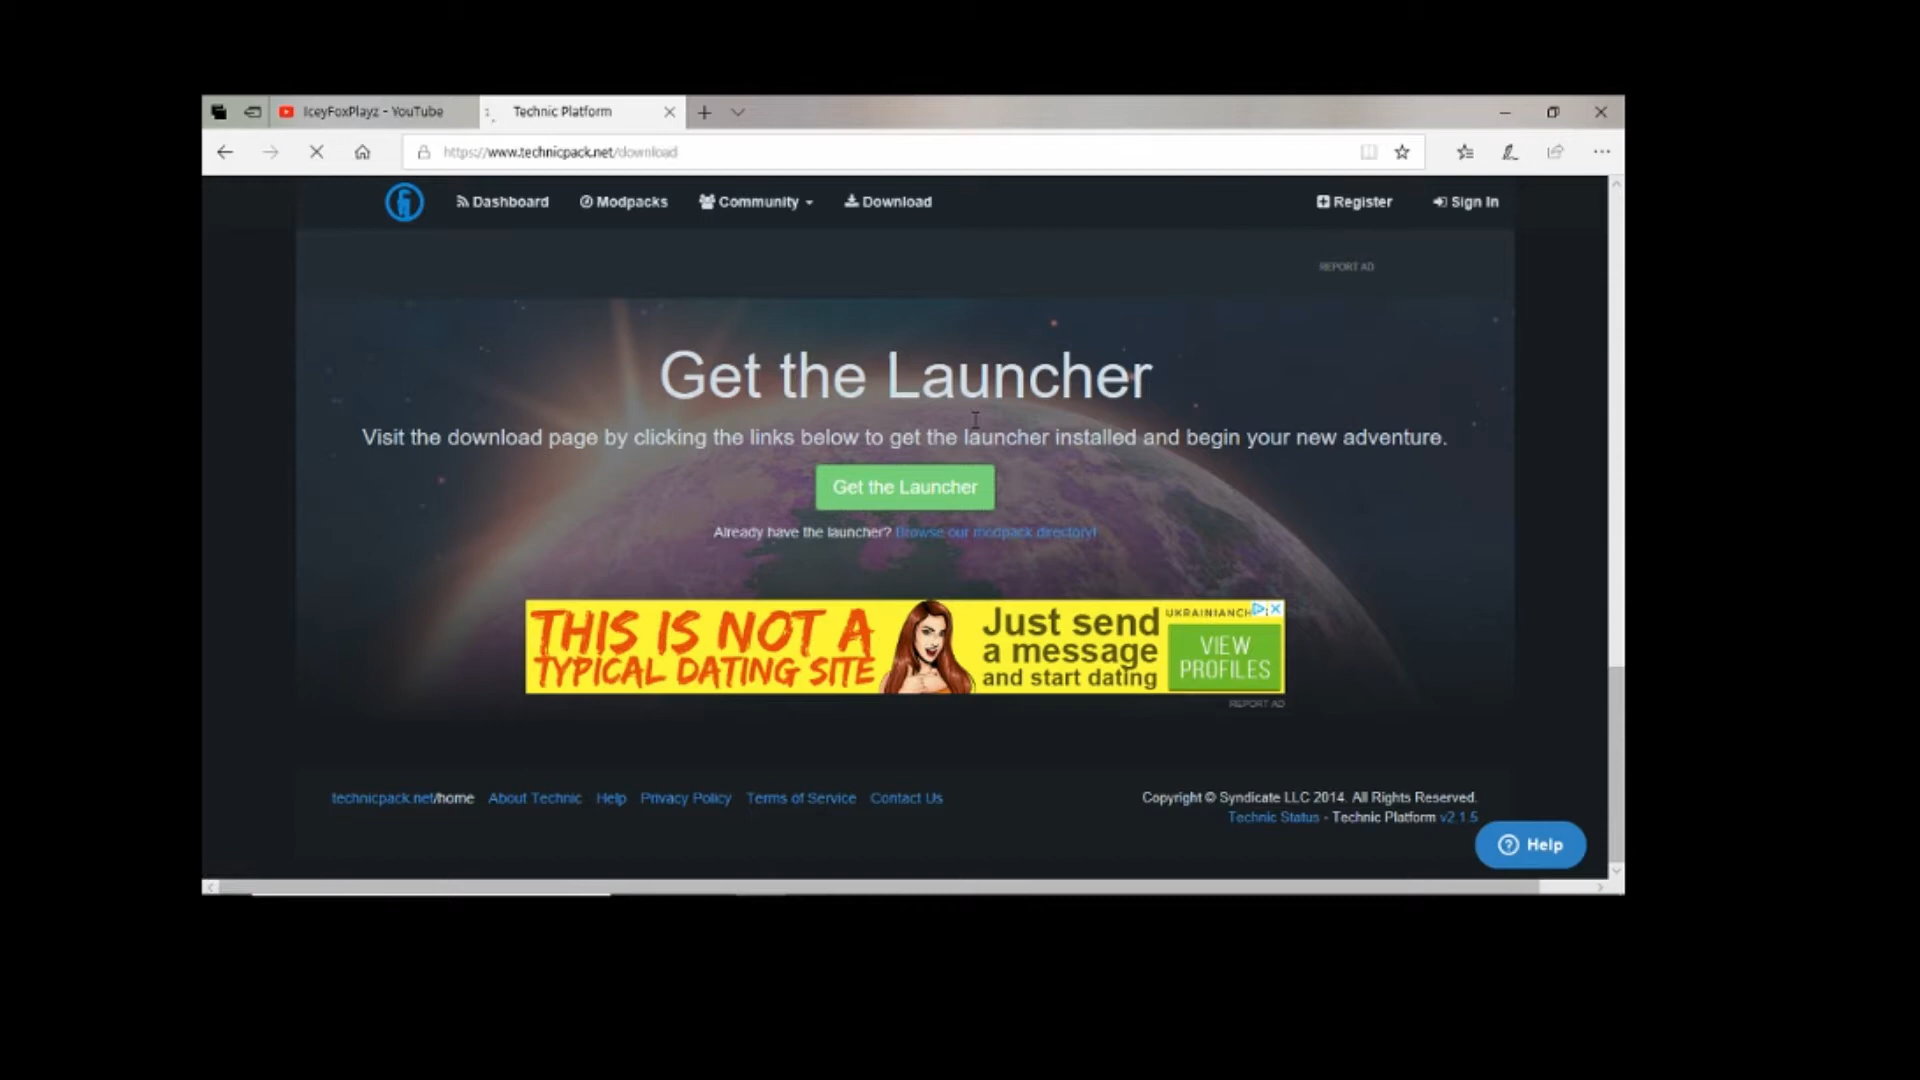 IceyFoxPlayz - YouTube
Technic Platform
https://www.technicpack.net/download
Dashboard
Modpacks
Community
Download
Register
Sign In
REPORT AD
Get the Launcher
Visit the download page by clicking the links below to get the launcher installed and begin your new adventure.
Get the Launcher
Already have the launcher? Browse our modpack directory!
THIS IS NOT A
TYPICAL DATING SITE
Just send
a message
and start dating
UKRAINIANCH
VIEW
PROFILES
REPORT AD
technicpack.net/home About Technic Help Privacy Policy Terms of Service Contact Us
Copyright © Syndicate LLC 2014. All Rights Reserved.
Technic Status - Technic Platform v2.1.5
Help